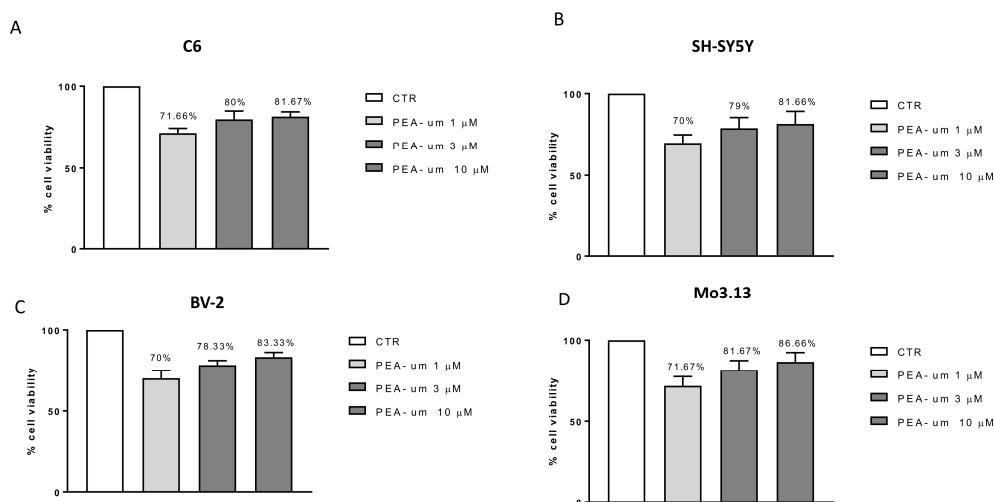 A
C6
100
50
0
% cell viability
71.66%
80%
81.67%
CTR
PEA-um 1 µM
PEA-um 3 µM
PEA-um 10 µM
B
SH-SY5Y
100
50
0
% cell viability
70%
79%
81.66%
CTR
PEA-um 1 µM
PEA-um 3 µM
PEA-um 10 µM
C
BV-2
100
50
0
% cell viability
70%
78.33%
83.33%
CTR
PEA-um 1 µM
PEA-um 3 µM
PEA-um 10 µM
D
Mo3.13
100
50
0
% cell viability
71.67%
81.67%
86.66%
CTR
PEA-um 1 µM
PEA-um 3 µM
PEA-um 10 µM